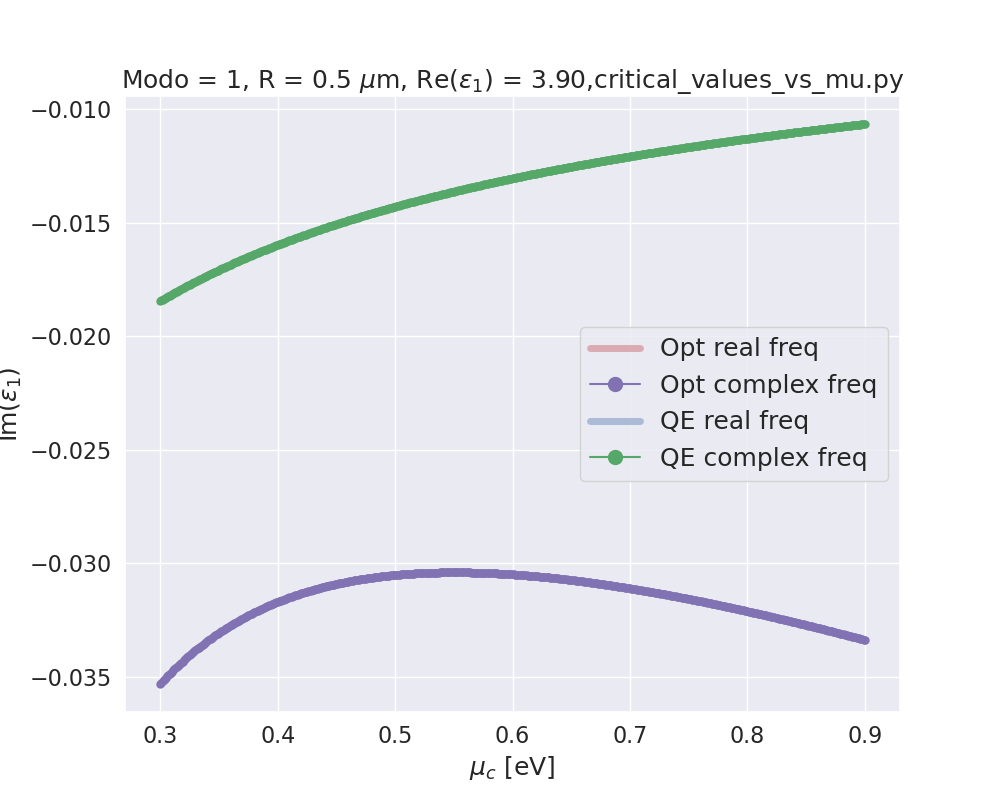 Modo = 1, R = 0.5 μm, Re(ε₁) = 3.90,critical_values_vs_mu.py
−0.010
−0.015
−0.020
−0.025
−0.030
−0.035
Im(ε₁)
Opt real freq
Opt complex freq
QE real freq
QE complex freq
0.3 0.4 0.5 0.6 0.7 0.8 0.9
μ_c [eV]